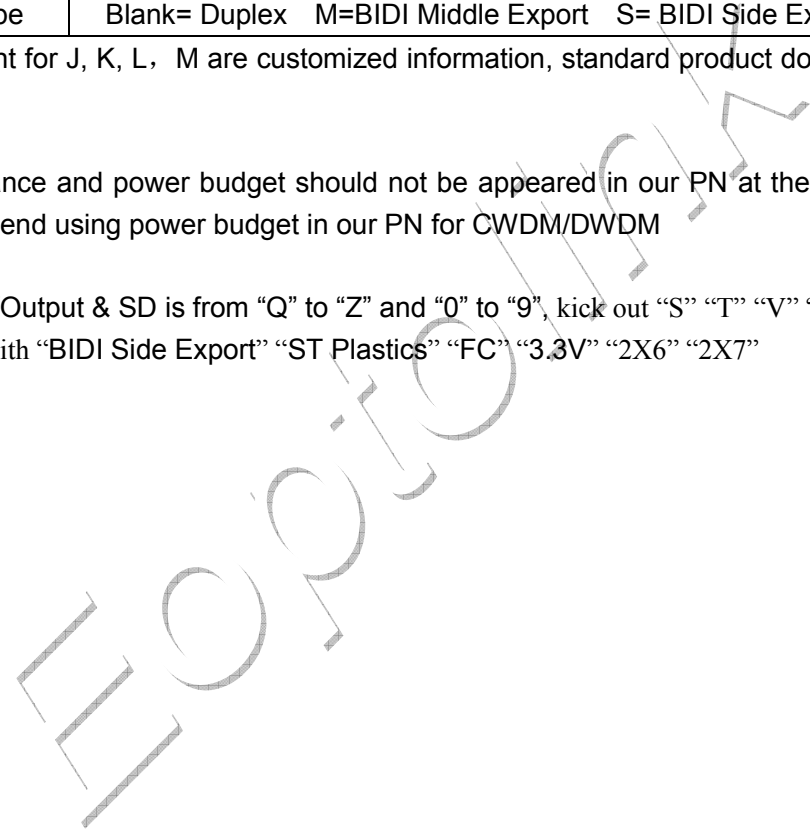 be Blank= Duplex M=BIDI Middle Export S= BIDI Side Ex
nt for J, K, L，M are customized information, standard product do
nce and power budget should not be appeared in our PN at the
end using power budget in our PN for CWDM/DWDM
Output & SD is from “Q” to “Z” and “0” to “9”, kick out “S” “T” “V” “
ith “BIDI Side Export” “ST Plastics” “FC” “3.3V” “2X6” “2X7”
Eoptolink